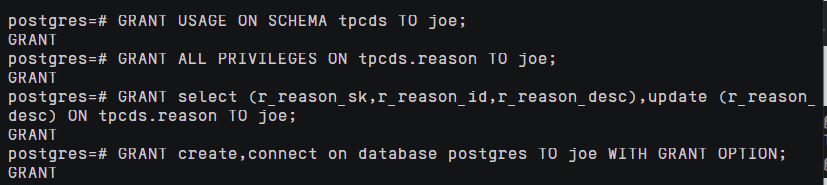 postgres=# GRANT USAGE ON SCHEMA tpcds TO joe;
GRANT
postgres=# GRANT ALL PRIVILEGES ON tpcds.reason TO joe;
GRANT
postgres=# GRANT select (r_reason_sk,r_reason_id,r_reason_desc),update (r_reason_
desc) ON tpcds.reason TO joe;
GRANT
postgres=# GRANT create,connect on database postgres TO joe WITH GRANT OPTION;
GRANT